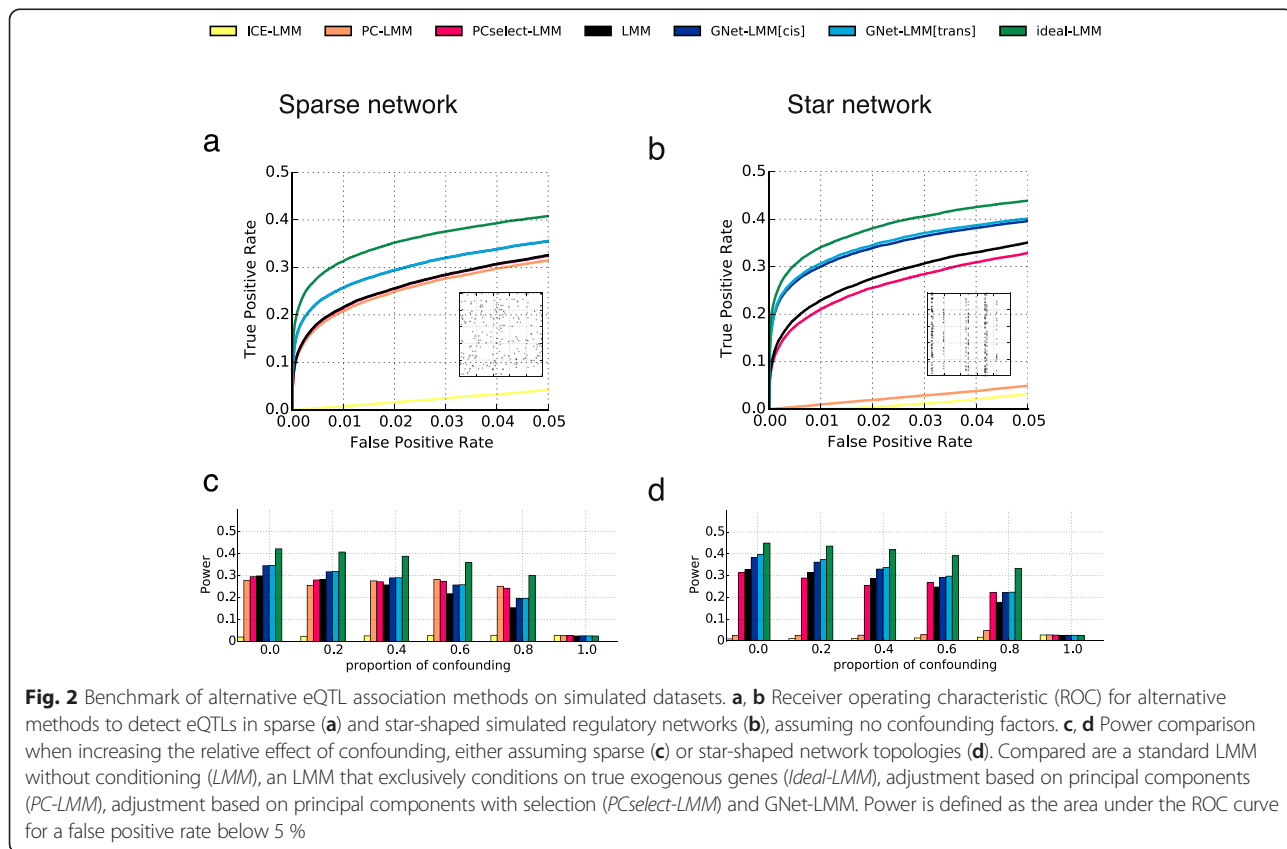 ICE-LMM PC-LMM PCselect-LMM LMM GNet-LMM[cis] GNet-LMM[trans] ideal-LMM
Sparse network
Star network
a
b
True Positive Rate
0.5
0.4
0.3
0.2
0.1
0.0
0.00 0.01 0.02 0.03 0.04 0.05
False Positive Rate
True Positive Rate
0.5
0.4
0.3
0.2
0.1
0.0
0.00 0.01 0.02 0.03 0.04 0.05
False Positive Rate
c
d
Power
0.5
0.4
0.3
0.2
0.1
0
0.0 0.2 0.4 0.6 0.8 1.0
proportion of confounding
Power
0.5
0.4
0.3
0.2
0.1
0
0.0 0.2 0.4 0.6 0.8 1.0
proportion of confounding
Fig. 2 Benchmark of alternative eQTL association methods on simulated datasets. a, b Receiver operating characteristic (ROC) for alternative
methods to detect eQTLs in sparse (a) and star-shaped simulated regulatory networks (b), assuming no confounding factors. c, d Power comparison
when increasing the relative effect of confounding, either assuming sparse (c) or star-shaped network topologies (d). Compared are a standard LMM
without conditioning (LMM), an LMM that exclusively conditions on true exogenous genes (Ideal-LMM), adjustment based on principal components
(PC-LMM), adjustment based on principal components with selection (PCselect-LMM) and GNet-LMM. Power is defined as the area under the ROC curve
for a false positive rate below 5 %